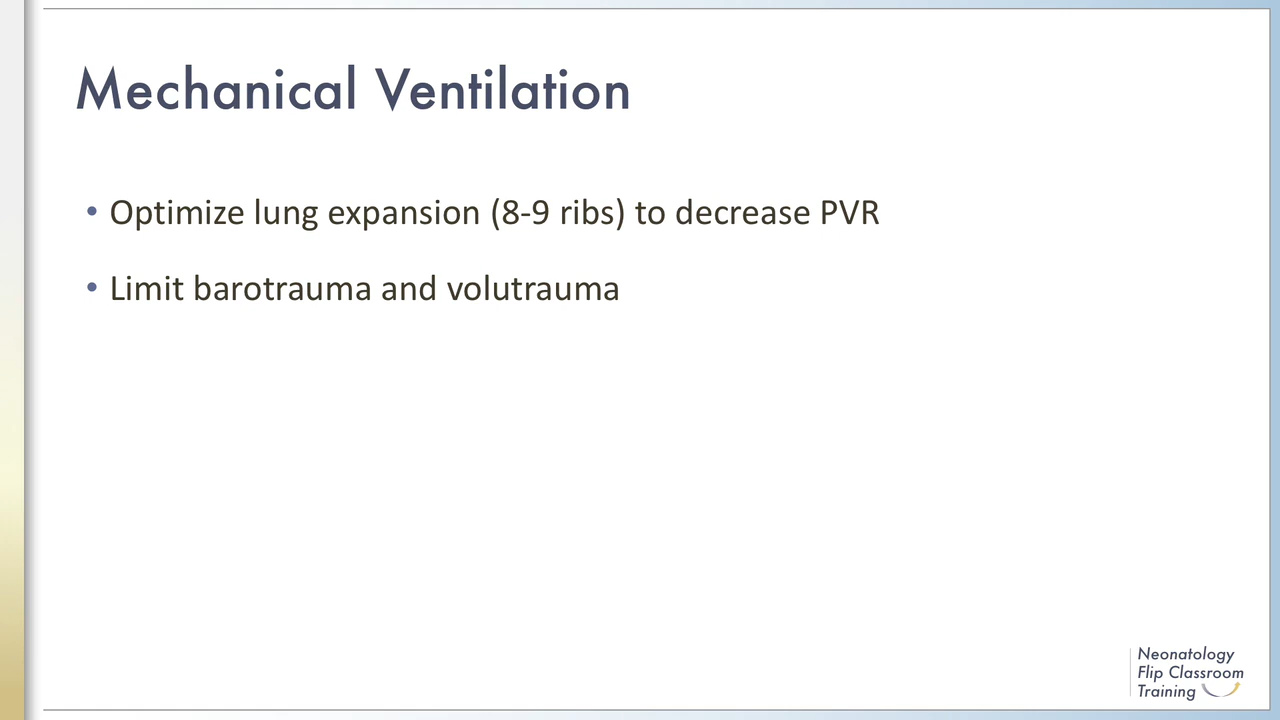 Mechanical Ventilation
• Optimize lung expansion (8-9 ribs) to decrease PVR
• Limit barotrauma and volutrauma
Neonatology
Flip Classroom
Training